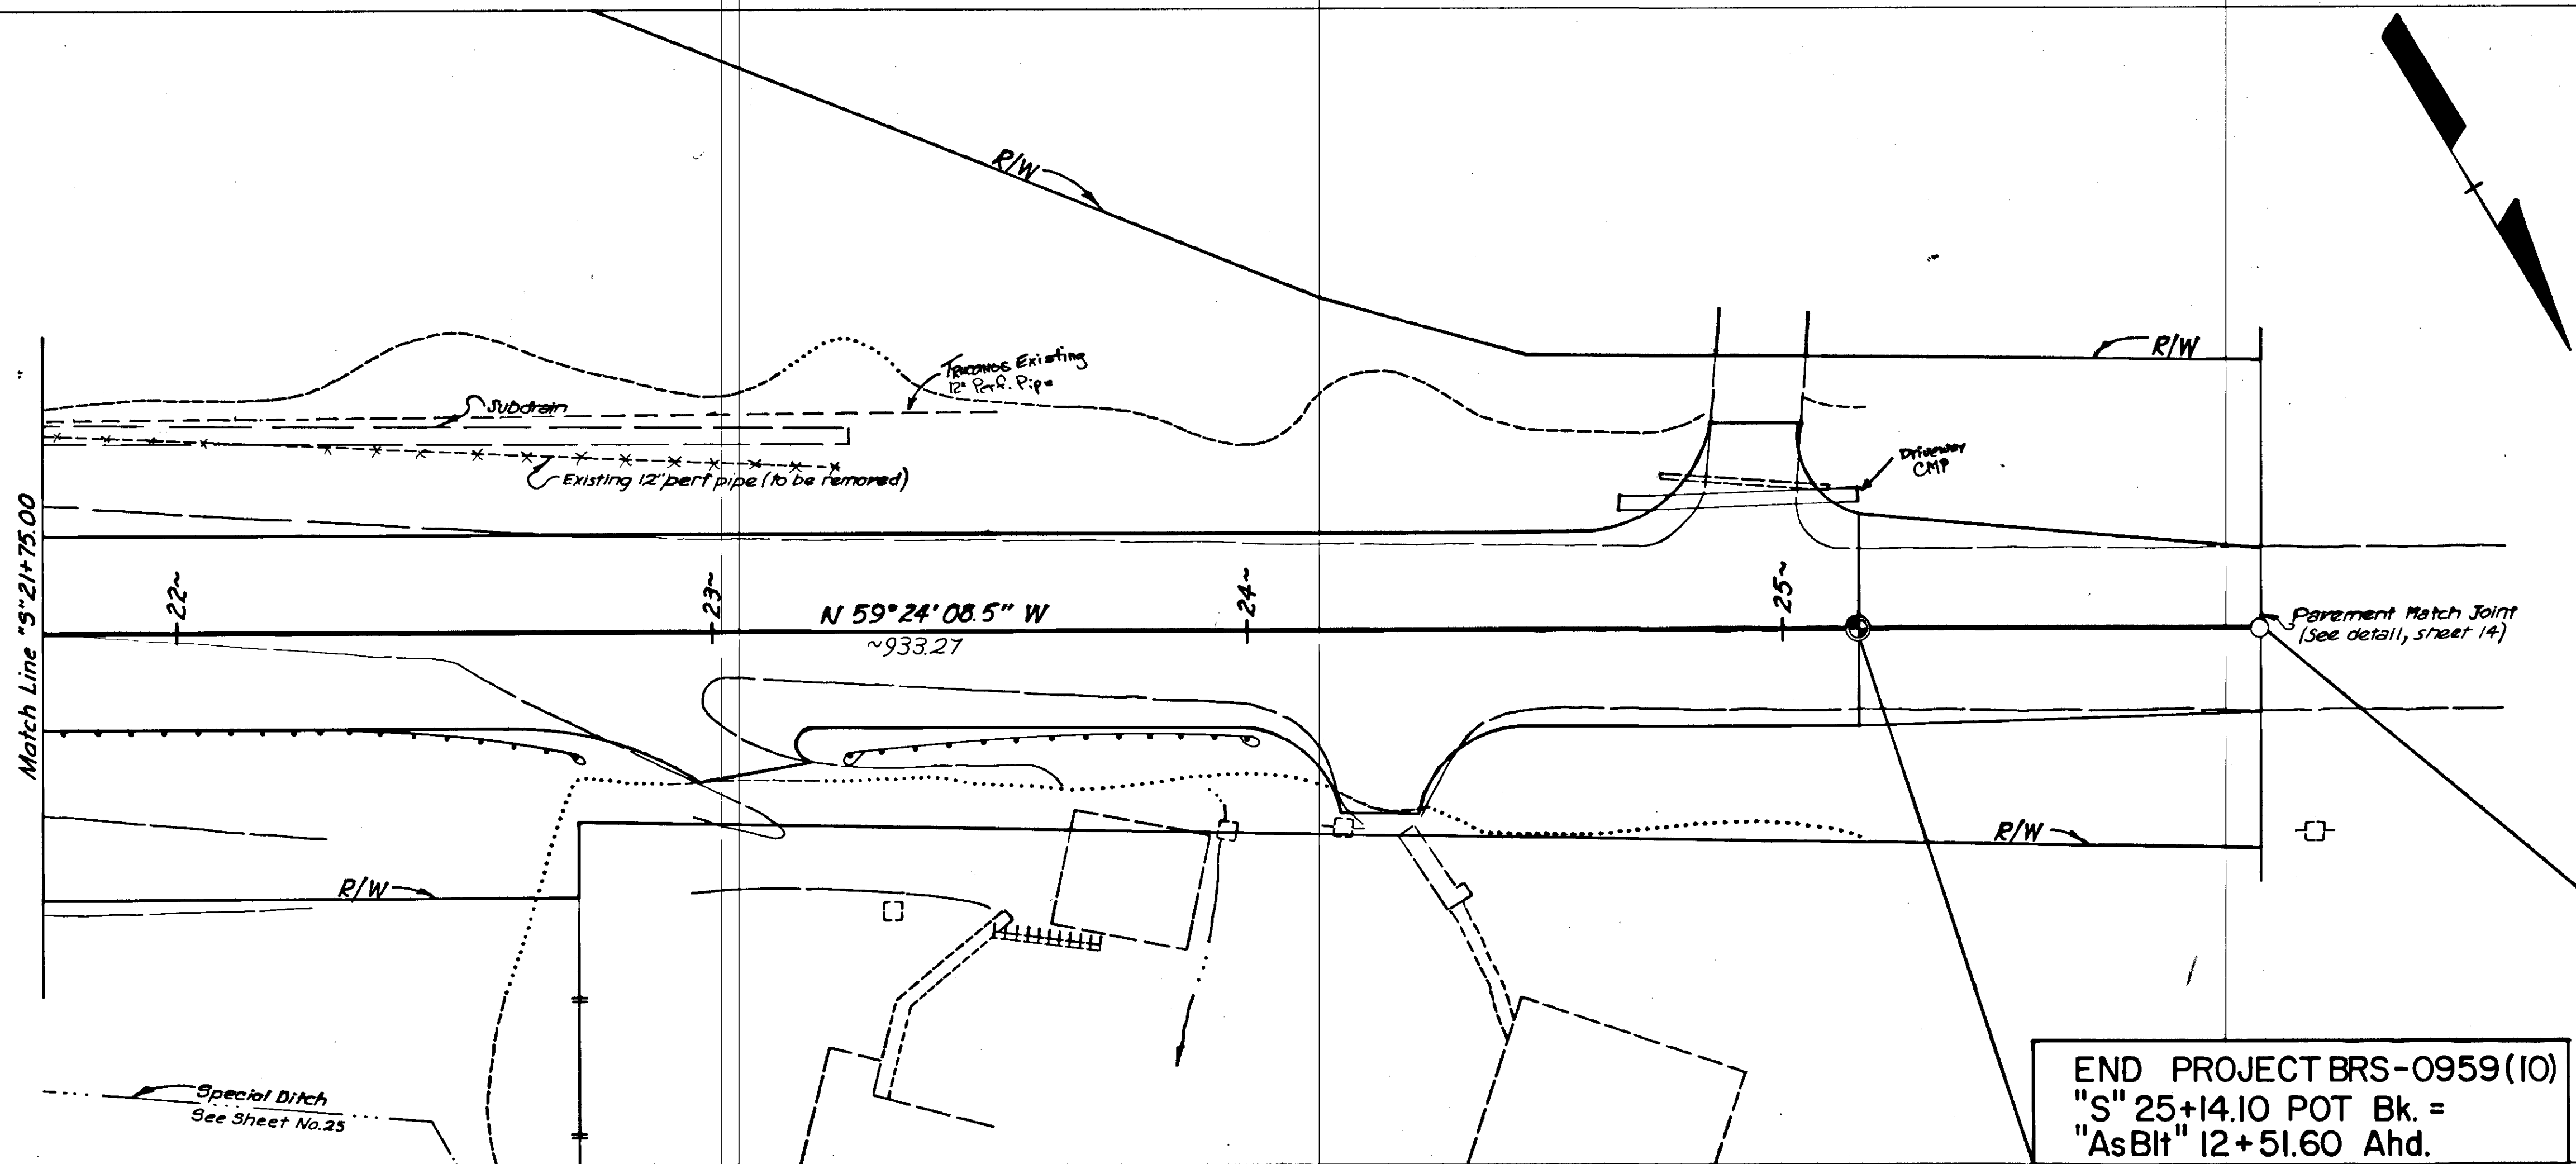 R/W
R/W
Existing
12" Perf. Pipe
Subdrain
Existing 12" perf pipe (to be removed)
Driveway
CMP
Match Line "S" 21+75.00
22~
23~
24~
25~
N 59°24'08.5" W
~933.27
Pavement Match Joint
(See detail, sheet 14)
R/W
R/W
Special Ditch
See Sheet No.25
END PROJECT BRS-0959(10)
"S" 25+14.10 POT Bk. =
"AsBlt" 12+51.60 Ahd.